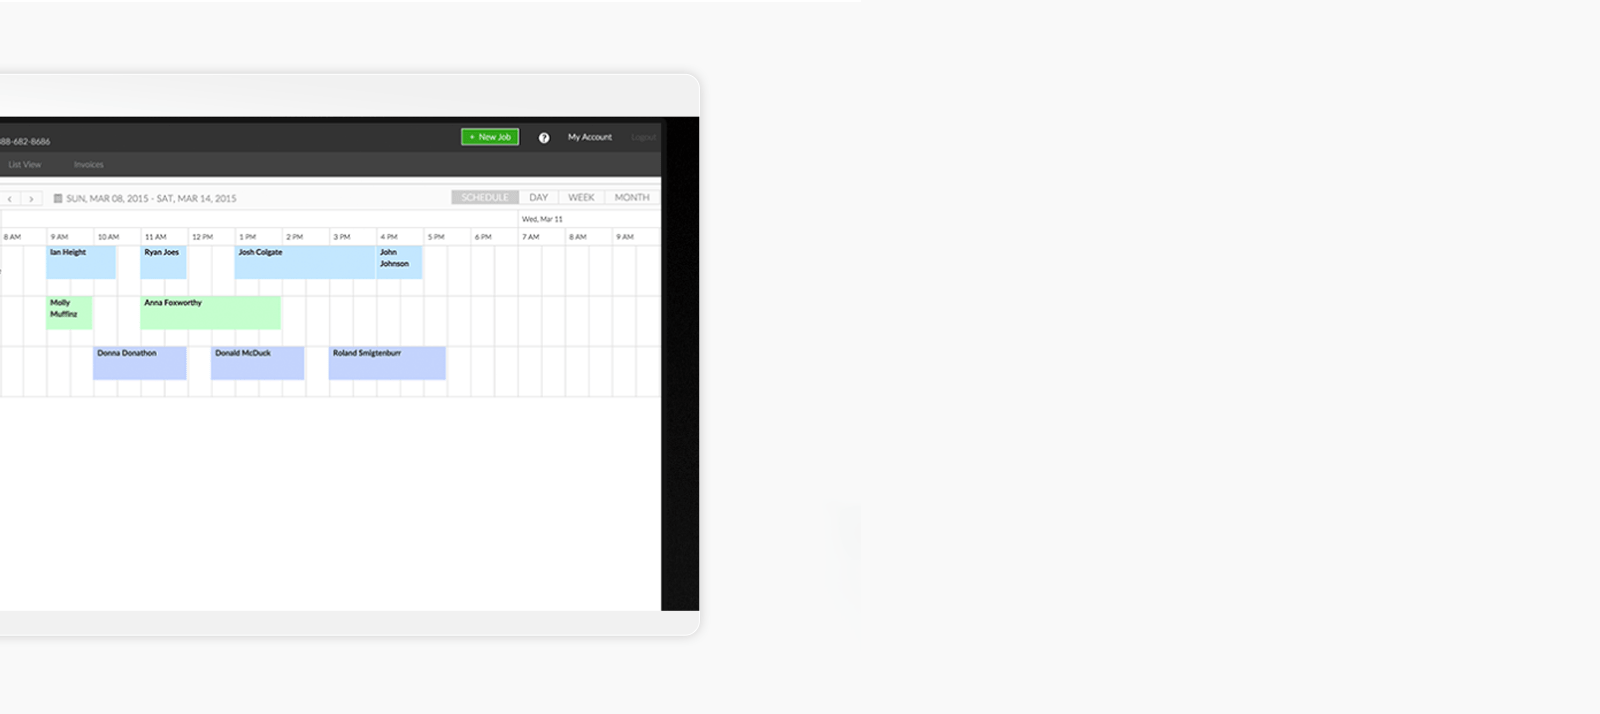 88-682-8686
+ New Job
?
My Account
Logout
List View
Invoices
< >
SUN, MAR 08, 2015 - SAT, MAR 14, 2015
SCHEDULE DAY WEEK MONTH
Wed, Mar 11
8 AM 9 AM 10 AM 11 AM 12 PM 1 PM 2 PM 3 PM 4 PM 5 PM 6 PM 7 AM 8 AM 9 AM
Ian Height
Ryan Joes
Josh Colgate
John
Johnson
Molly
Muffinz
Anna Foxworthy
Donna Donathon
Donald McDuck
Roland Smigtenburr